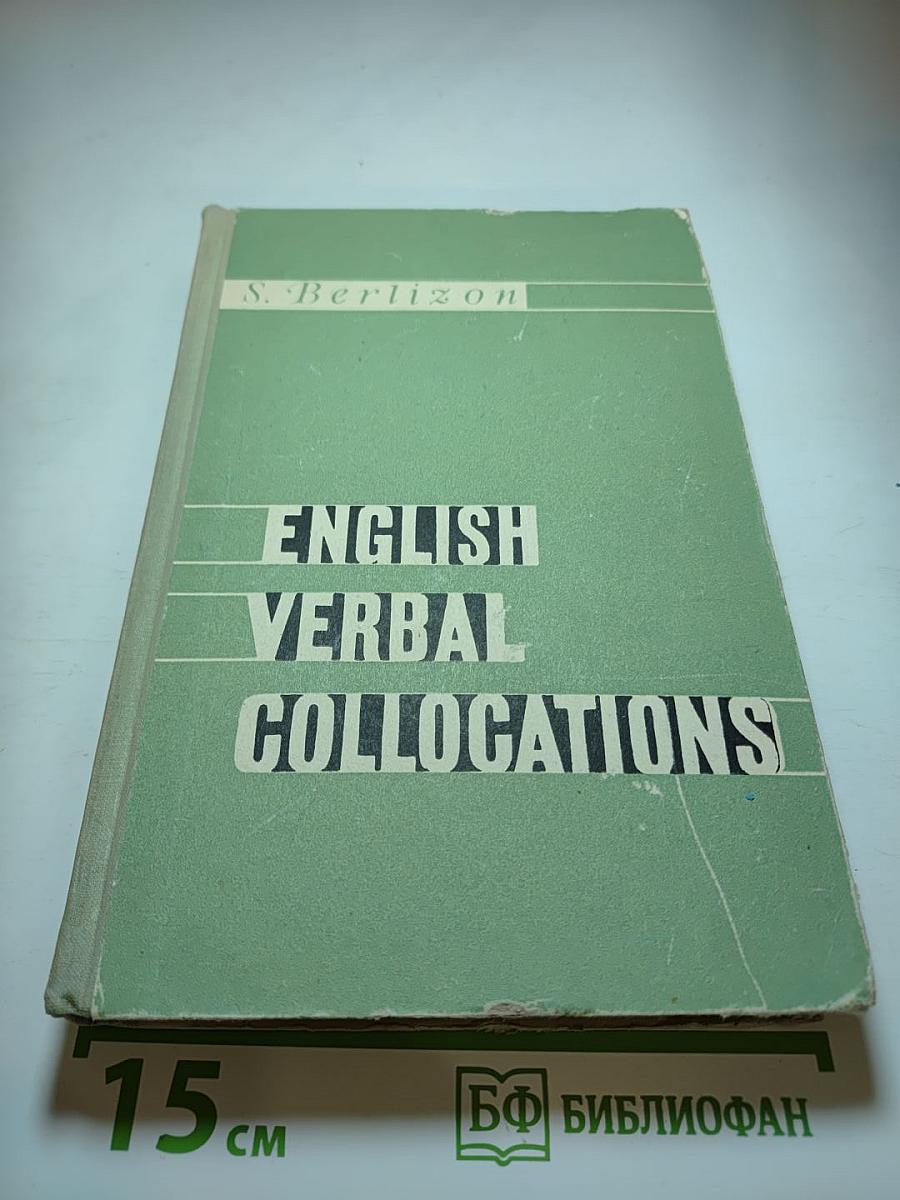 S. Berlizon
ENGLISH
VERBAL
COLLOCATIONS
15 см
БФ БИБЛИОФАН